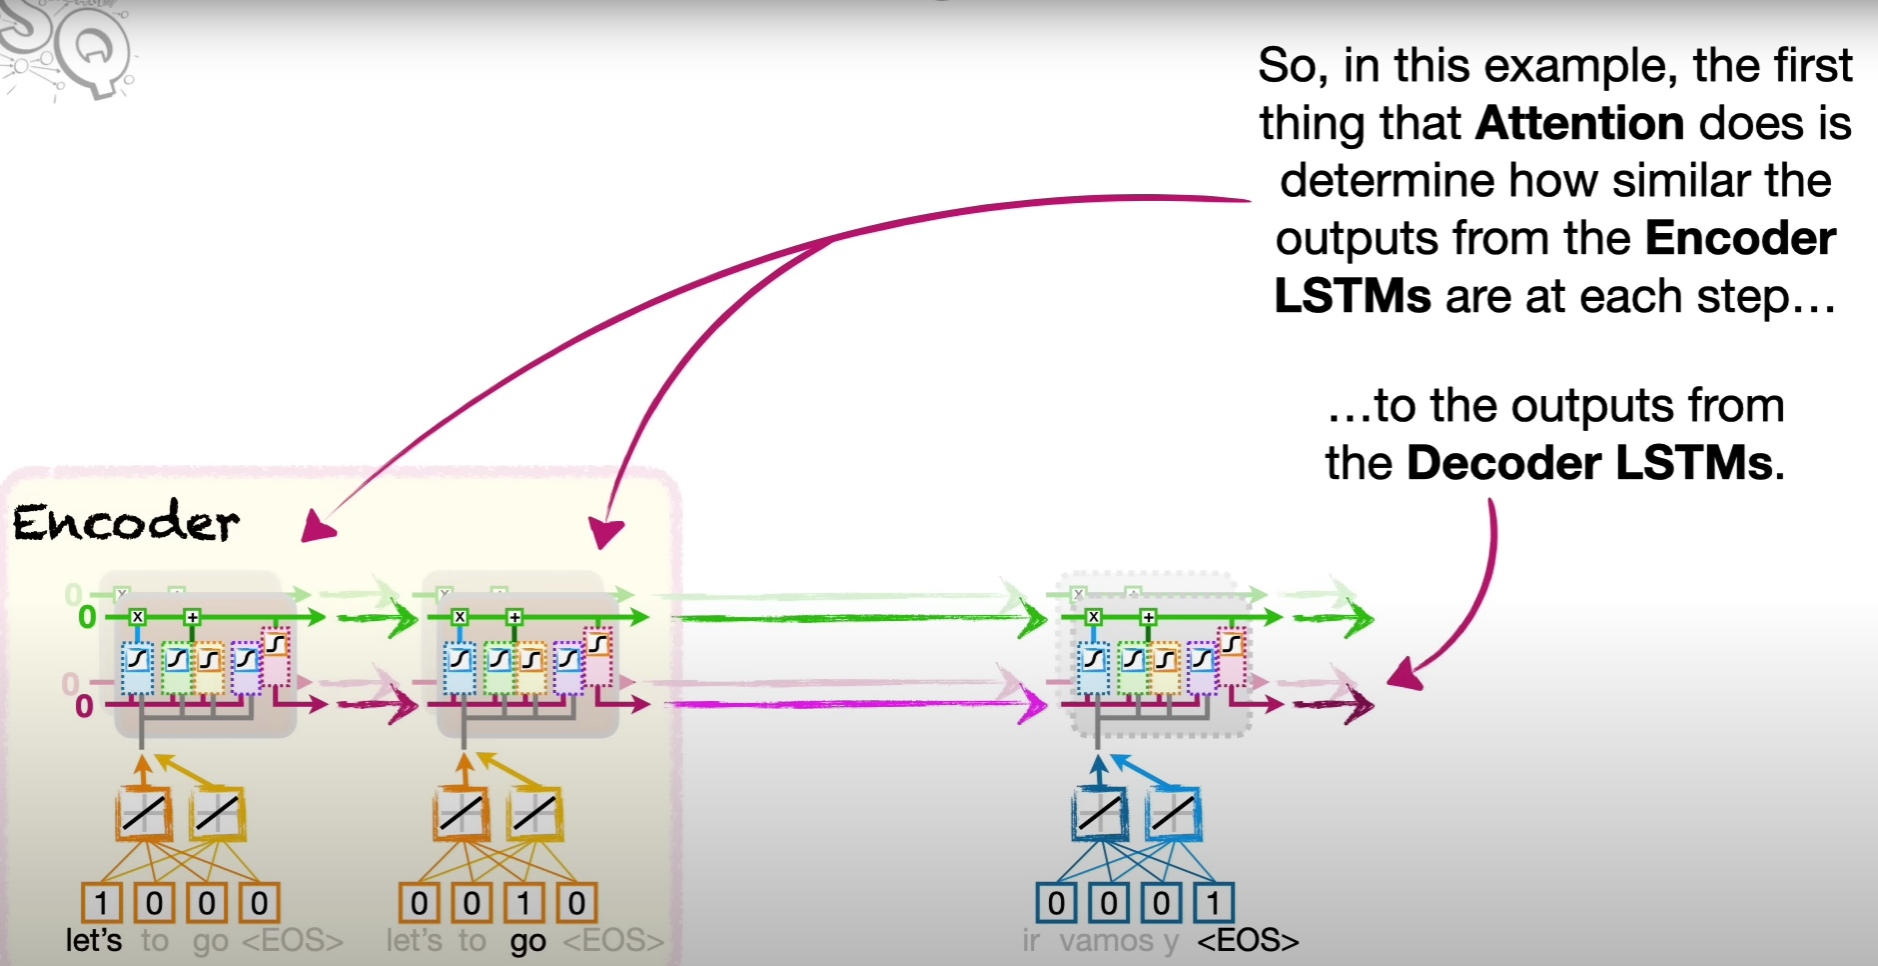 SQ
So, in this example, the first
thing that Attention does is
determine how similar the
outputs from the Encoder
LSTMs are at each step…
…to the outputs from
the Decoder LSTMs.
Encoder
0 x +
0 x +
0
0
x +
x +
x +
x +
1 0 0 0
let's to go <EOS>
0 0 1 0
let's to go <EOS>
0 0 0 1
ir vamos y <EOS>